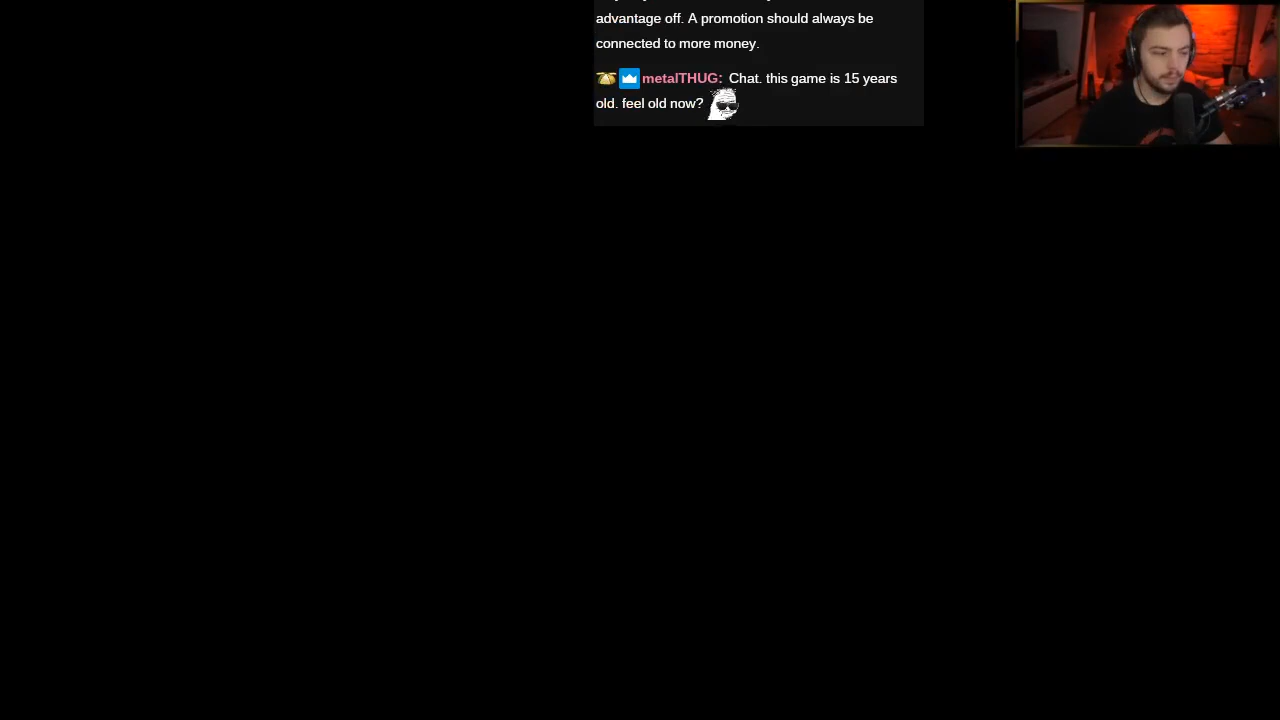 advantage off. A promotion should always be
connected to more money.
metalTHUG: Chat. this game is 15 years
old. feel old now?